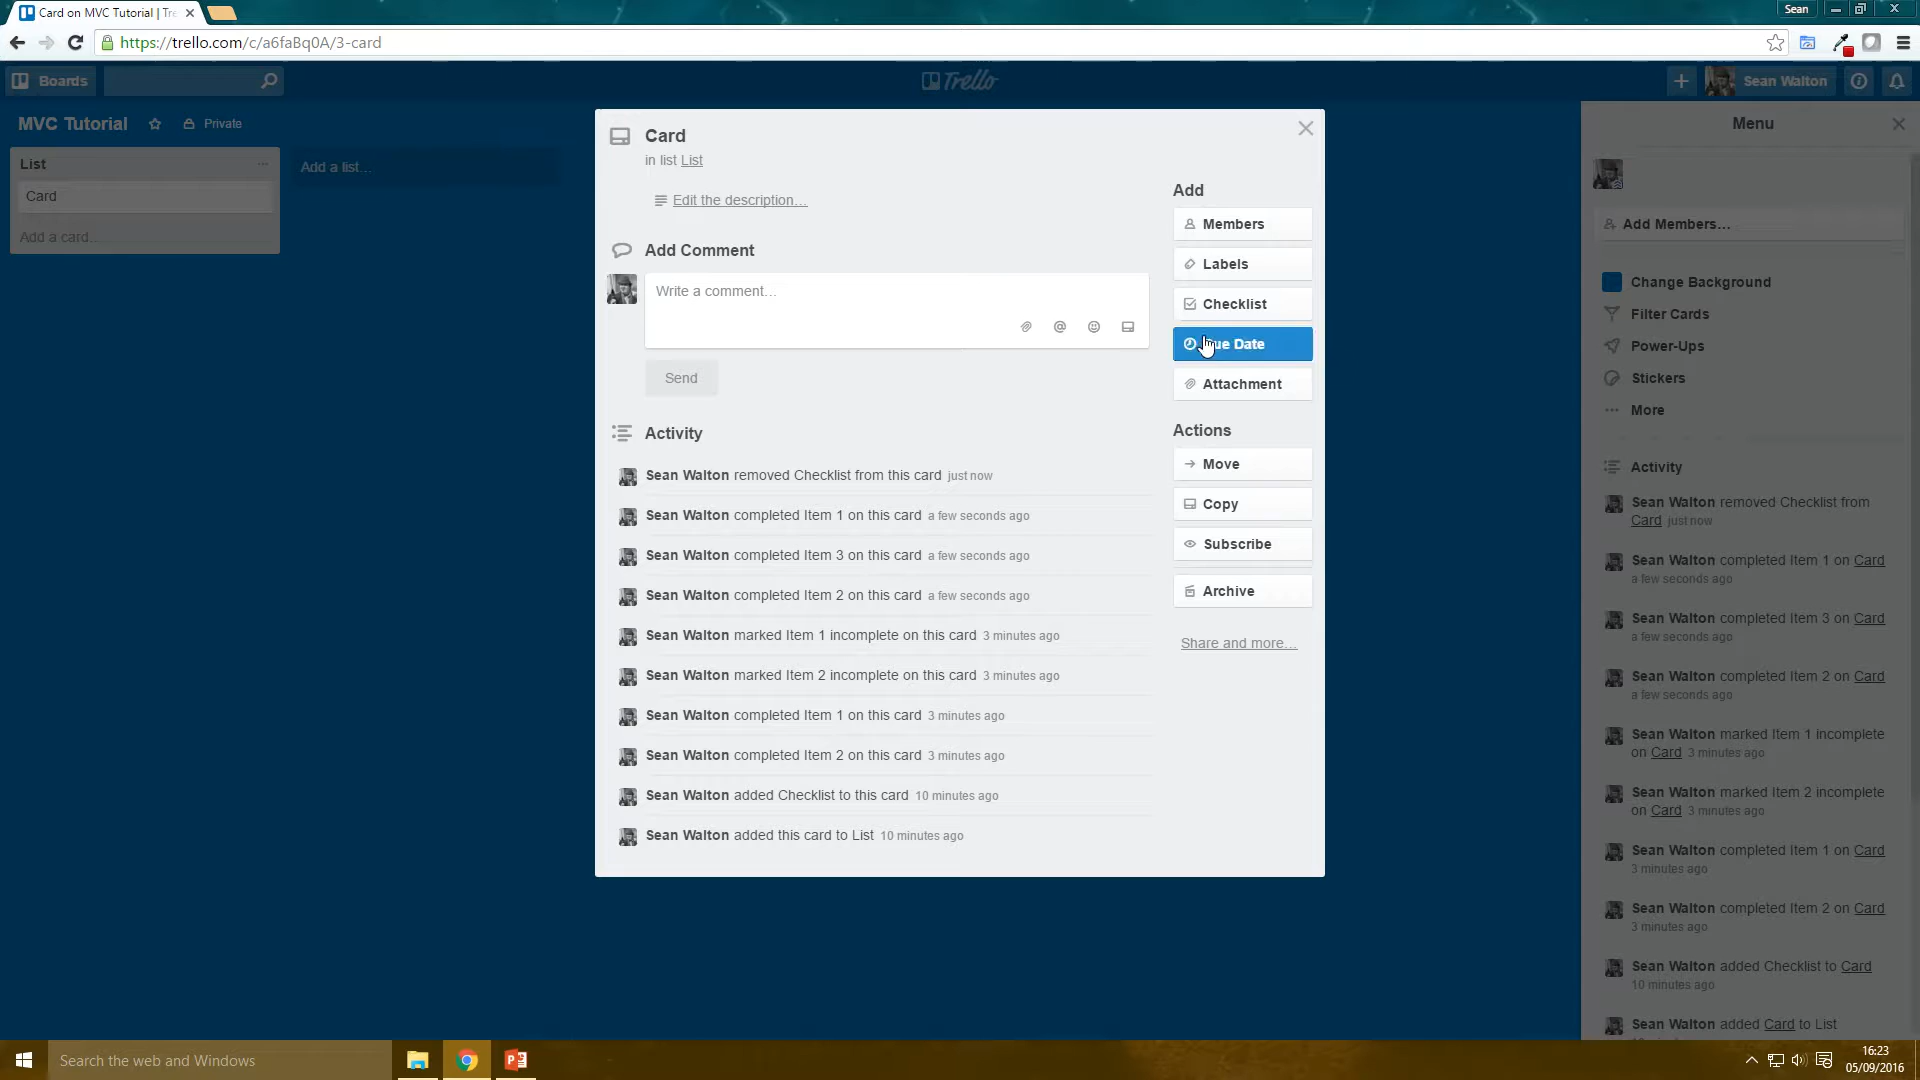 Card on MVC Tutorial | Tre
Sean
https://trello.com/c/a6faBq0A/3-card
Boards
Trello
Sean Walton
MVC Tutorial
Private
List
Card
Add a card…
Add a list…
Card
in list List
Edit the description…
Add Comment
Write a comment…
Send
Activity
Sean Walton removed Checklist from this card just now
Sean Walton completed Item 1 on this card a few seconds ago
Sean Walton completed Item 3 on this card a few seconds ago
Sean Walton completed Item 2 on this card a few seconds ago
Sean Walton marked Item 1 incomplete on this card 3 minutes ago
Sean Walton marked Item 2 incomplete on this card 3 minutes ago
Sean Walton completed Item 1 on this card 3 minutes ago
Sean Walton completed Item 2 on this card 3 minutes ago
Sean Walton added Checklist to this card 10 minutes ago
Sean Walton added this card to List 10 minutes ago
Add
Members
Labels
Checklist
Date
Attachment
Actions
Move
Copy
Subscribe
Archive
Share and more…
Menu
Add Members…
Change Background
Filter Cards
Power-Ups
Stickers
More
Activity
Sean Walton removed Checklist from
Card just now
Sean Walton completed Item 1 on Card
a few seconds ago
Sean Walton completed Item 3 on Card
a few seconds ago
Sean Walton completed Item 2 on Card
a few seconds ago
Sean Walton marked Item 1 incomplete
on Card 3 minutes ago
Sean Walton marked Item 2 incomplete
on Card 3 minutes ago
Sean Walton completed Item 1 on Card
3 minutes ago
Sean Walton completed Item 2 on Card
3 minutes ago
Sean Walton added Checklist to Card
10 minutes ago
Sean Walton added Card to List
Search the web and Windows
16:23
05/09/2016